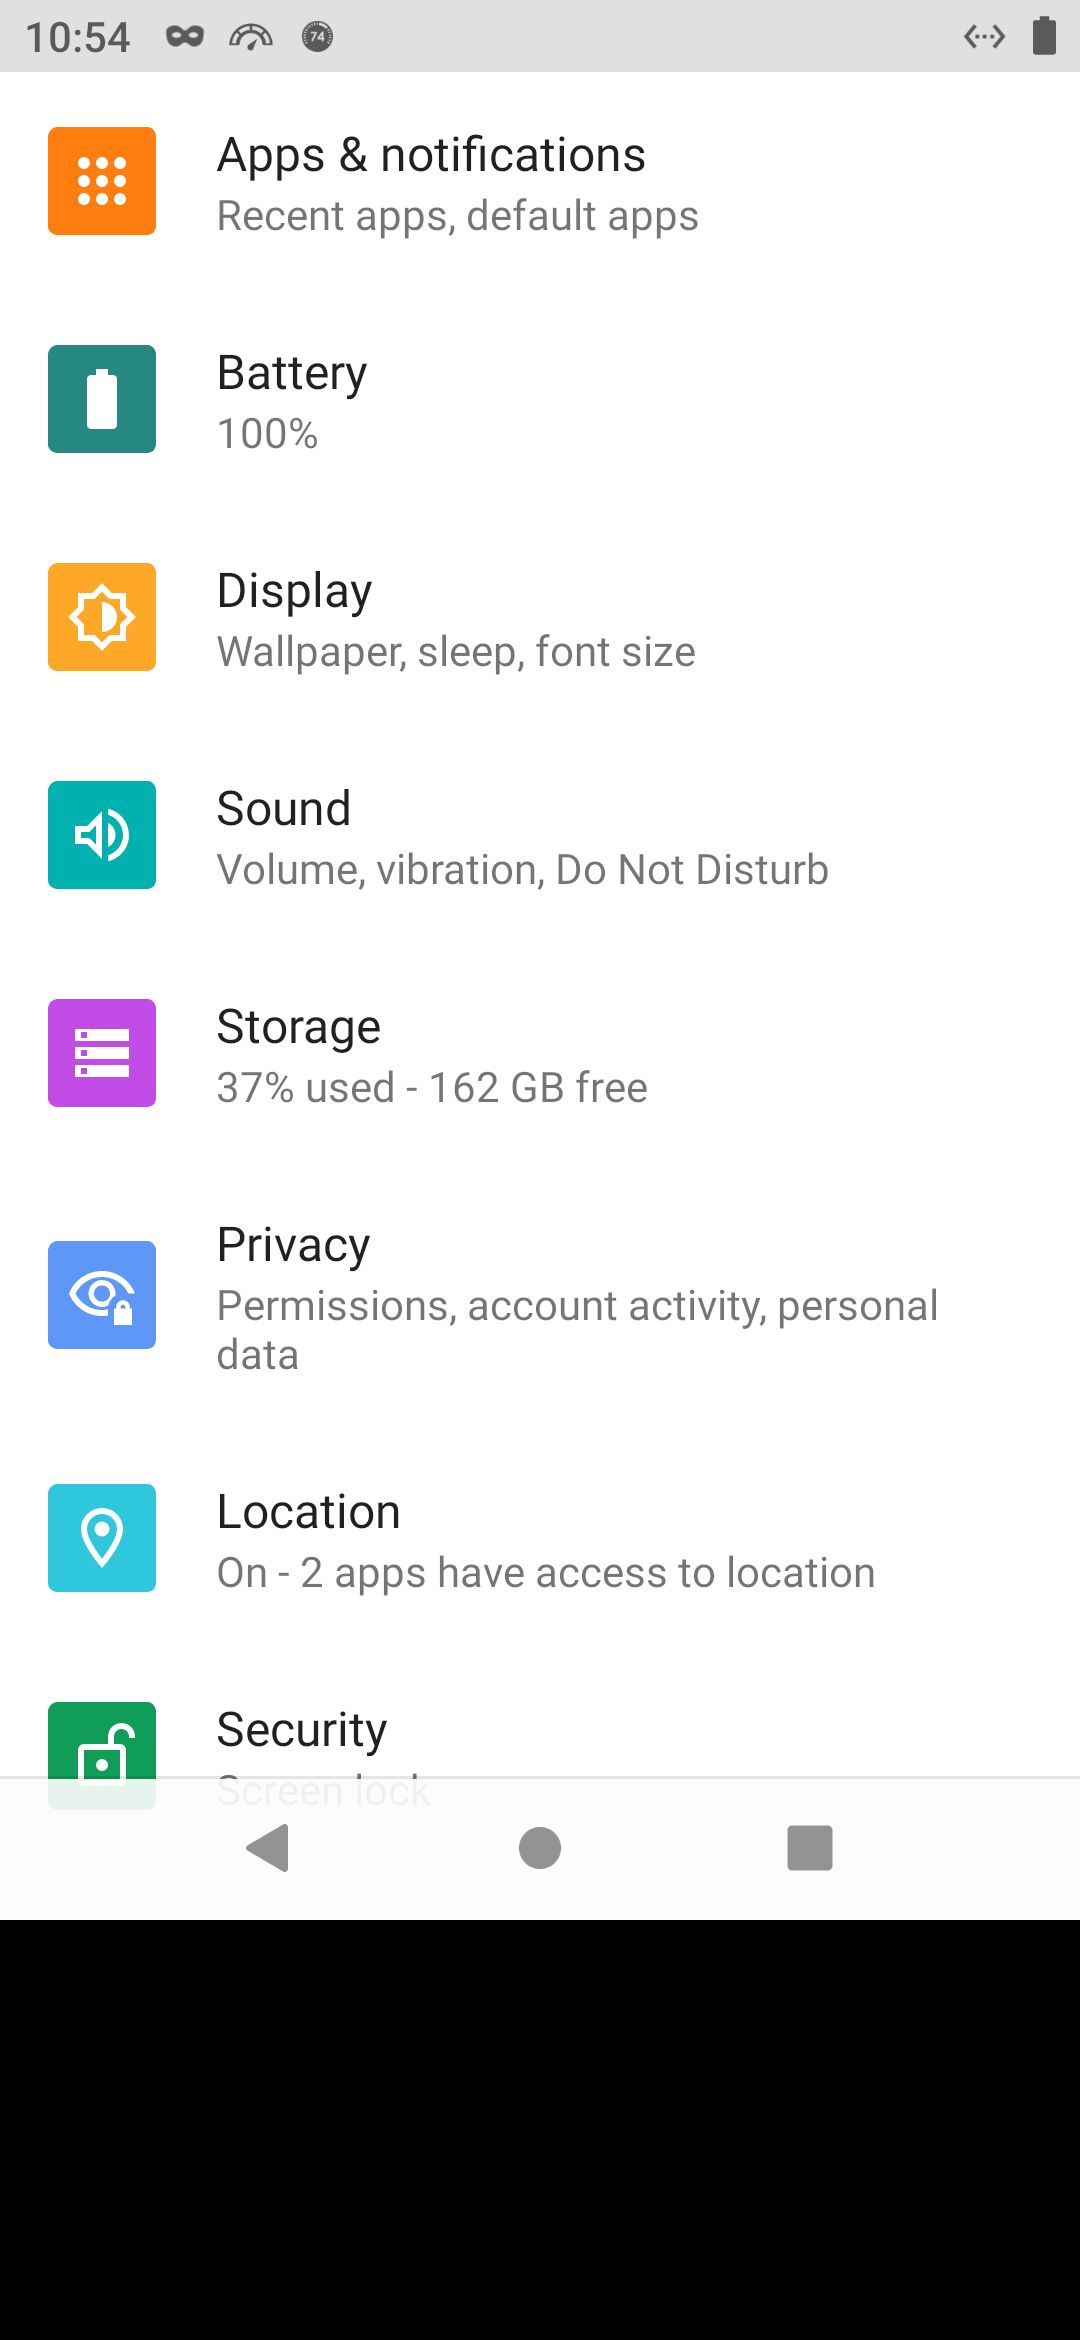 10:54
74
Apps & notifications
Recent apps, default apps
Battery
100%
Display
Wallpaper, sleep, font size
Sound
Volume, vibration, Do Not Disturb
Storage
37% used - 162 GB free
Privacy
Permissions, account activity, personal
data
Location
On - 2 apps have access to location
Security
Screen lock